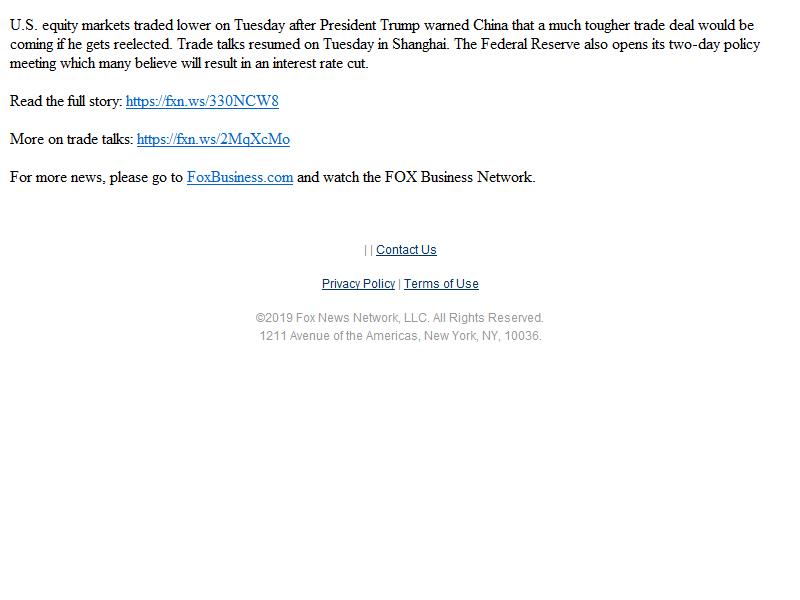 U.S. equity markets traded lower on Tuesday after President Trump warned China that a much tougher trade deal would be
coming if he gets reelected. Trade talks resumed on Tuesday in Shanghai. The Federal Reserve also opens its two-day policy
meeting which many believe will result in an interest rate cut.
Read the full story: https://fxn.ws/330NCW8
More on trade talks: https://fxn.ws/2MqXcMo
For more news, please go to FoxBusiness.com and watch the FOX Business Network.
| | Contact Us
Privacy Policy | Terms of Use
©2019 Fox News Network, LLC. All Rights Reserved.
1211 Avenue of the Americas, New York, NY, 10036.